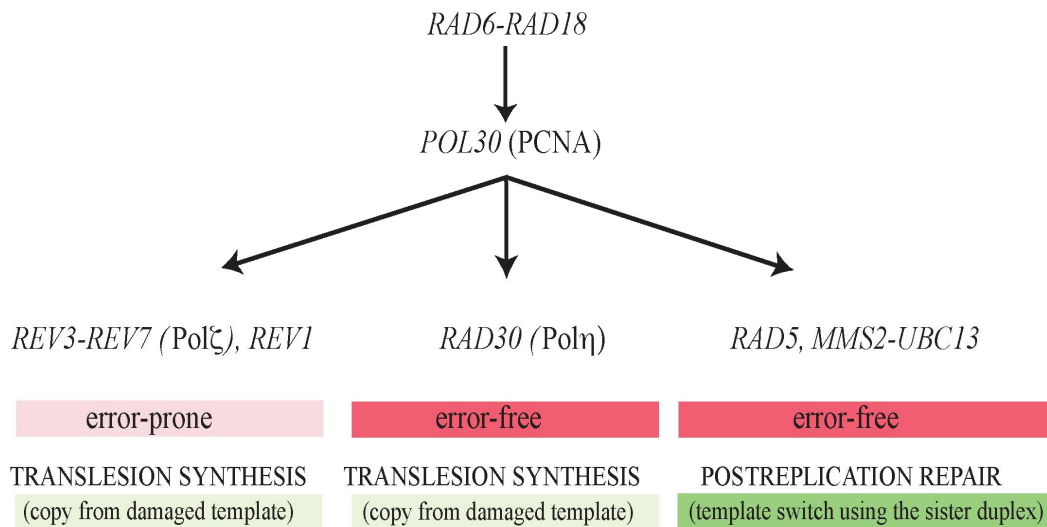 RAD6-RAD18
POL30 (PCNA)
REV3-REV7 (Polζ), REV1
RAD30 (Polη)
RAD5, MMS2-UBC13
error-prone
error-free
error-free
TRANSLESION SYNTHESIS
TRANSLESION SYNTHESIS
POSTREPLICATION REPAIR
(copy from damaged template)
(copy from damaged template)
(template switch using the sister duplex)